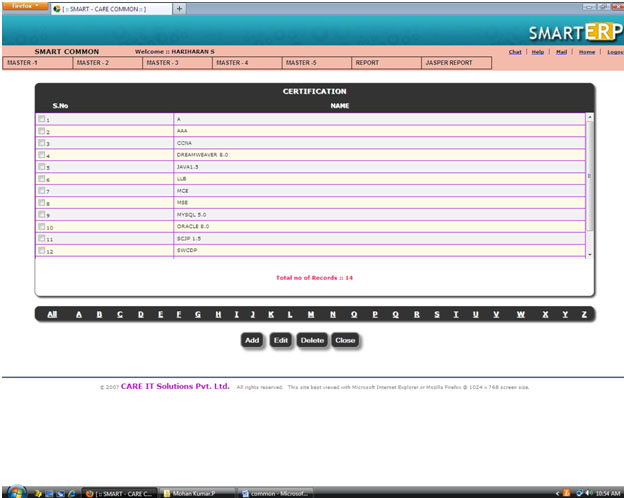 Firefox
[ :: SMART - CARE COMMON :: ]
+
SMARTERP
SMART COMMON Welcome :: HARIHARAN S
Chat | Help | Mail | Home | Logou
MASTER -1 MASTER - 2 MASTER - 3 MASTER - 4 MASTER -5 REPORT JASPER REPORT
CERTIFICATION
S.No NAME
1 A
2 AAA
3 CCNA
4 DREAMWEAVER 8.0
5 JAVA1.5
6 LLB
7 MCE
8 MSE
9 MYSQL 5.0
10 ORACLE 8.0
11 SCJP 1.5
12 SWCDP
Total no of Records :: 14
All A B C D E F G H I J K L M N O P Q R S T U V W X Y Z
Add Edit Delete Close
© 2007 CARE IT Solutions Pvt. Ltd. All rights reserved. This site best viewed with Microsoft Internet Explorer or Mozilla Firefox @ 1024 x 768 screen size.
[ :: SMART - CARE C... Mohan Kumar.P common - Microsof... 10:54 AM